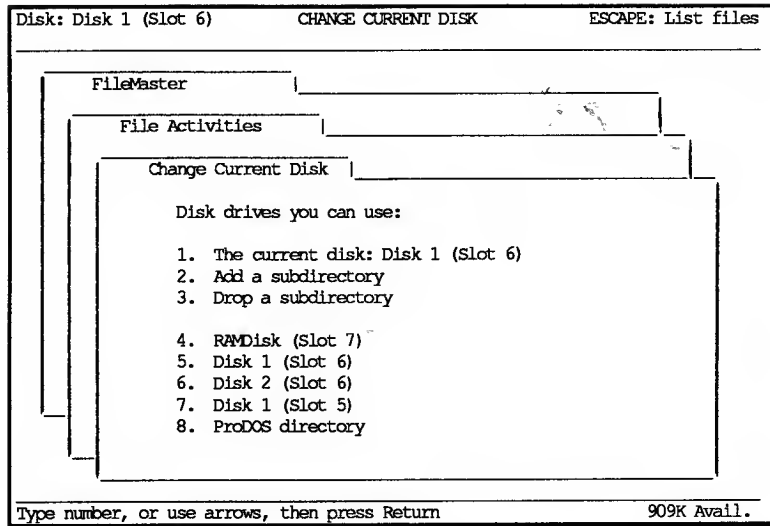 Disk: Disk 1 (Slot 6) CHANGE CURRENT DISK ESCAPE: List files
FileMaster
File Activities
Change Current Disk
Disk drives you can use:
1. The current disk: Disk 1 (Slot 6)
2. Add a subdirectory
3. Drop a subdirectory
4. RAMDisk (Slot 7)
5. Disk 1 (Slot 6)
6. Disk 2 (Slot 6)
7. Disk 1 (Slot 5)
8. ProDOS directory
Type number, or use arrows, then press Return 909K Avail.